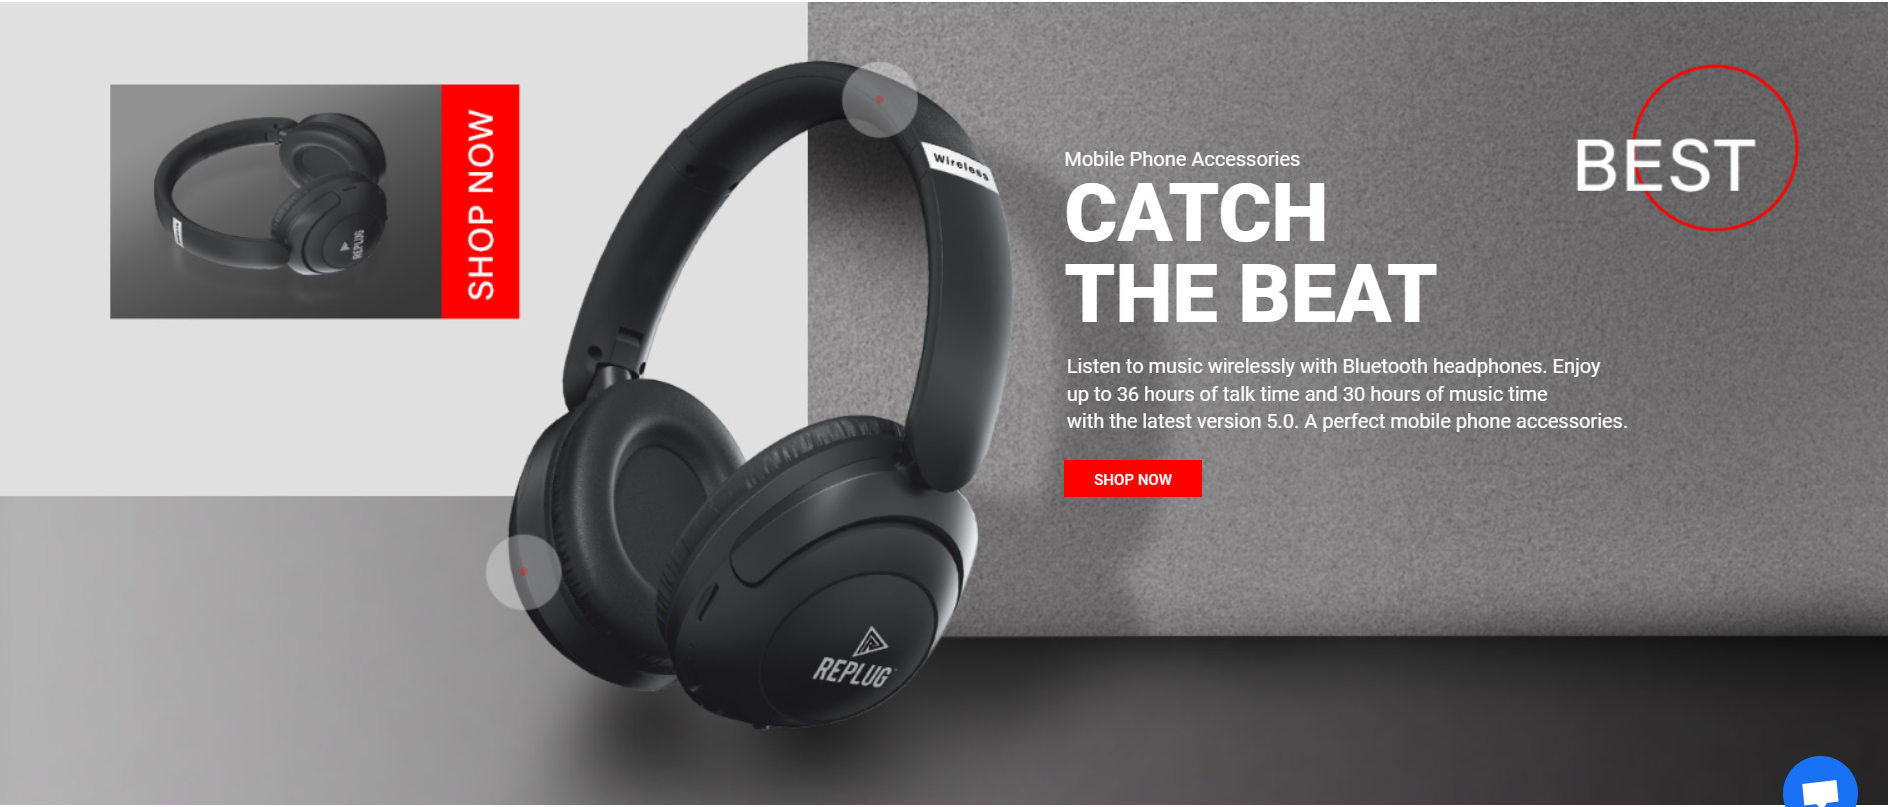 SHOP NOW
REPLUG
Wireless
Mobile Phone Accessories
CATCH
THE BEAT
BEST
Listen to music wirelessly with Bluetooth headphones. Enjoy
up to 36 hours of talk time and 30 hours of music time
with the latest version 5.0. A perfect mobile phone accessories.
SHOP NOW
REPLUG